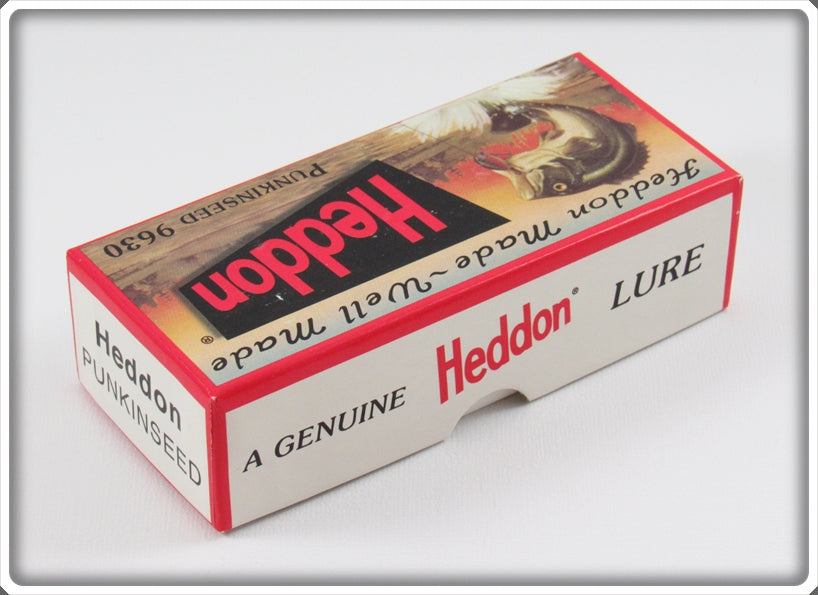 PUNKINSEED 9630
Heddon
Heddon Made ~ Well Made ®
Heddon
PUNKINSEED
A GENUINE Heddon® LURE